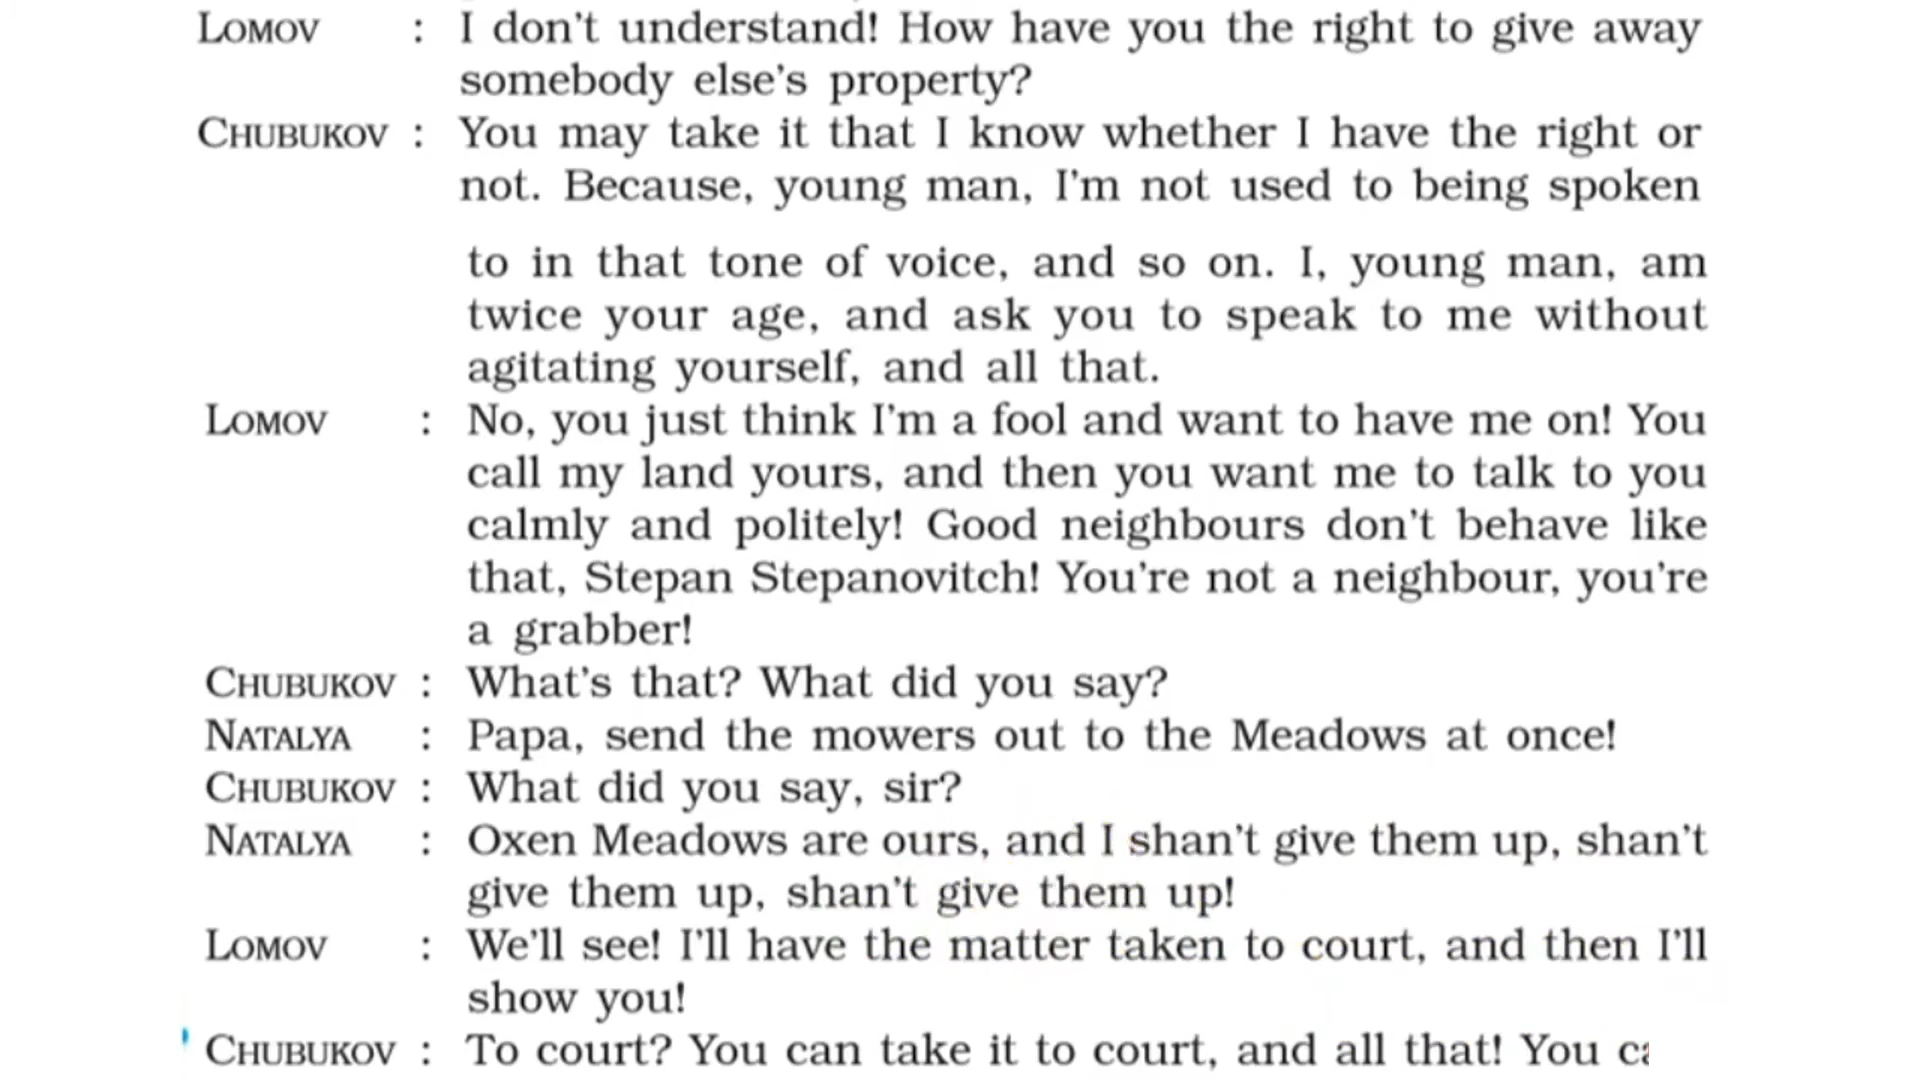 LOMOV : I don't understand! How have you the right to give away
somebody else's property?
CHUBUKOV : You may take it that I know whether I have the right or
not. Because, young man, I'm not used to being spoken
to in that tone of voice, and so on. I, young man, am
twice your age, and ask you to speak to me without
agitating yourself, and all that.
LOMOV : No, you just think I'm a fool and want to have me on! You
call my land yours, and then you want me to talk to you
calmly and politely! Good neighbours don't behave like
that, Stepan Stepanovitch! You're not a neighbour, you're
a grabber!
CHUBUKOV : What's that? What did you say?
NATALYA : Papa, send the mowers out to the Meadows at once!
CHUBUKOV : What did you say, sir?
NATALYA : Oxen Meadows are ours, and I shan't give them up, shan't
give them up, shan't give them up!
LOMOV : We'll see! I'll have the matter taken to court, and then I'll
show you!
CHUBUKOV : To court? You can take it to court, and all that! You